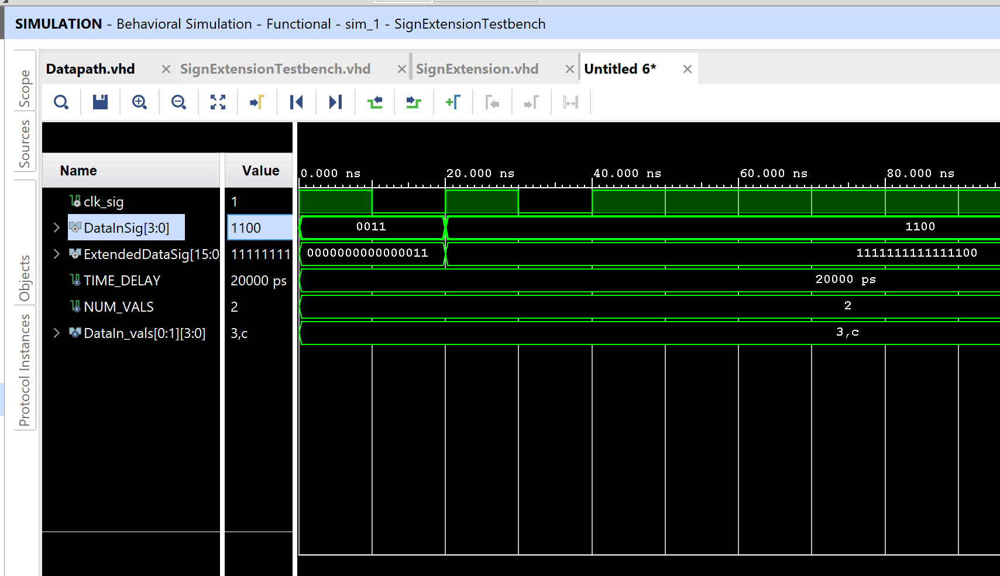 SIMULATION - Behavioral Simulation - Functional - sim_1 - SignExtensionTestbench
Scope
Sources
Objects
Protocol Instances
Datapath.vhd
SignExtensionTestbench.vhd
SignExtension.vhd
Untitled 6*
Name Value
0.000 ns 20.000 ns 40.000 ns 60.000 ns 80.000 ns
clk_sig 1
DataInSig[3:0] 1100 0011 1100
ExtendedDataSig[15:0 11111111 0000000000000011 1111111111111100
TIME_DELAY 20000 ps 20000 ps
NUM_VALS 2 2
DataIn_vals[0:1][3:0] 3,c 3,c